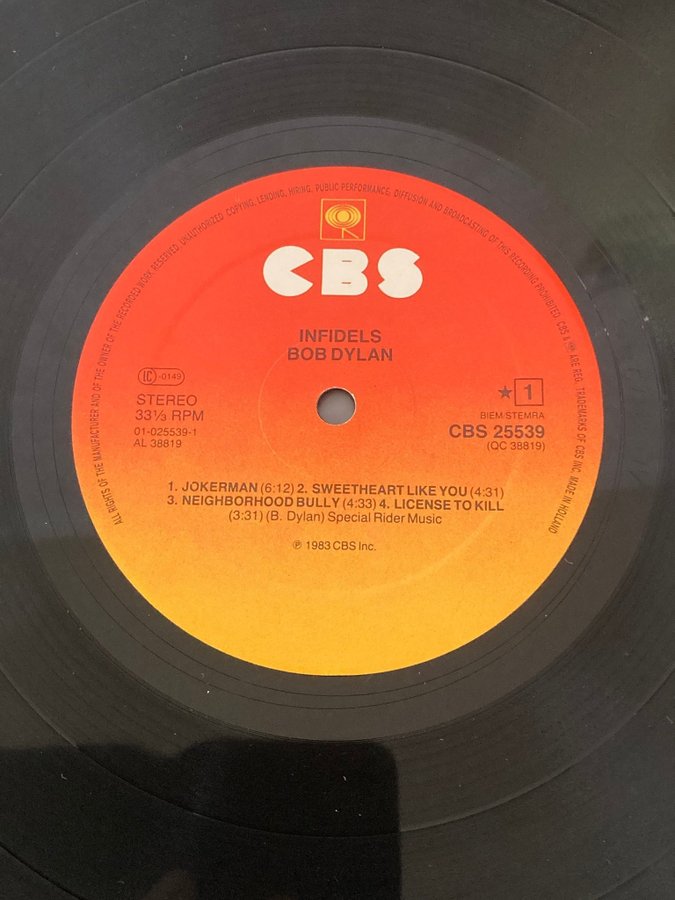 ALL RIGHTS OF THE MANUFACTURER AND OF THE OWNER OF THE RECORDED WORK RESERVED. UNAUTHORIZED COPYING, LENDING, HIRING, PUBLIC PERFORMANCE, DIFFUSION AND BROADCASTING OF THIS RECORDING PROHIBITED. CBS & ARE REG. TRADEMARKS OF CBS INC. MADE IN HOLLAND
CBS
INFIDELS
BOB DYLAN
IC -0149
STEREO
33⅓ RPM
01-025539-1
AL 38819
★ 1
BIEM/STEMRA
CBS 25539
(QC 38819)
1. JOKERMAN (6:12) 2. SWEETHEART LIKE YOU (4:31)
3. NEIGHBORHOOD BULLY (4:33) 4. LICENSE TO KILL
(3:31) (B. Dylan) Special Rider Music
℗ 1983 CBS Inc.